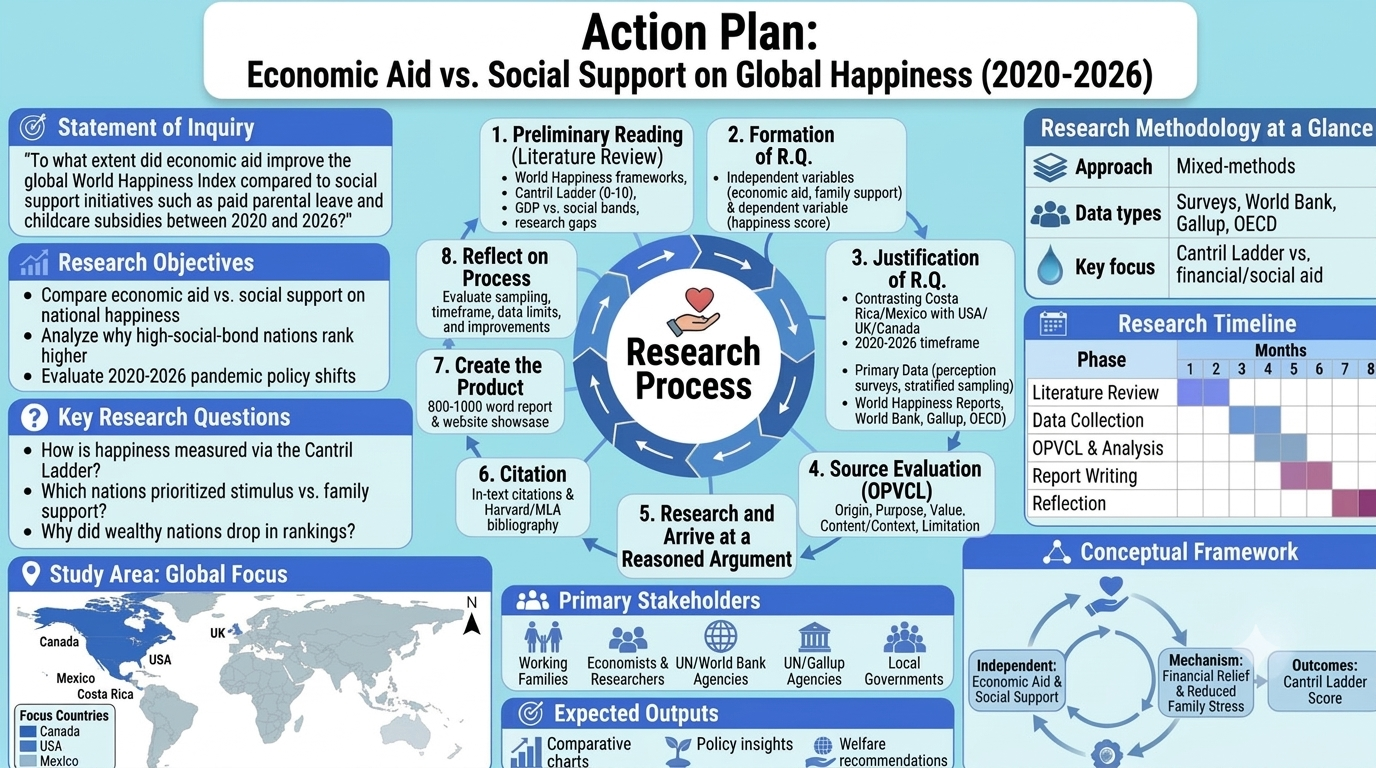 Action Plan:
Economic Aid vs. Social Support on Global Happiness (2020-2026)
Statement of Inquiry
"To what extent did economic aid improve the
global World Happiness Index compared to social
support initiatives such as paid parental leave and
childcare subsidies between 2020 and 2026?"
Research Objectives
• Compare economic aid vs. social support on
national happiness
• Analyze why high-social-bond nations rank
higher
• Evaluate 2020-2026 pandemic policy shifts
Key Research Questions
• How is happiness measured via the Cantril
Ladder?
• Which nations prioritized stimulus vs. family
support?
• Why did wealthy nations drop in rankings?
Study Area: Global Focus
N
Canada
UK
USA
Mexico
Costa Rica
Focus Countries
Canada
USA
Mexlco
1. Preliminary Reading
(Literature Review)
• World Happiness frameworks,
• Cantril Ladder (0-10),
• GDP vs. social bands,
• research gaps
2. Formation
of R.Q.
• Independent variables
(economic aid, family support)
& dependent variable
(happiness score)
3. Justification
of R.Q.
• Contrasting Costa
Rica/Mexico with USA/
UK/Canada
• 2020-2026 timeframe
• Primary Data (perception
surveys, stratified sampling)
• World Happiness Reports,
World Bank, Gallup, OECD)
4. Source Evaluation
(OPVCL)
Origin, Purpose, Value,
Content/Context, Limitation
5. Research and
Arrive at a
Reasoned Argument
6. Citation
In-text citations &
Harvard/MLA
bibliography
7. Create the
Product
800-1000 word report
& website showsase
8. Reflect on
Process
Evaluate sampling,
timeframe, data limits,
and improvements
Research
Process
Primary Stakeholders
Working
Families
Economists &
Researchers
UN/World Bank
Agencies
UN/Gallup
Agencies
Local
Governments
Expected Outputs
Comparative
charts
Policy insights
Welfare
recommendations
Research Methodology at a Glance
Approach Mixed-methods
Data types Surveys, World Bank,
Gallup, OECD
Key focus Cantril Ladder vs,
financial/social aid
Research Timeline
Phase Months
1 2 3 4 5 6 7 8
Literature Review
Data Collection
OPVCL & Analysis
Report Writing
Reflection
Conceptual Framework
Independent:
Economic Aid &
Social Support
Mechanism:
Financial Relief
& Reduced
Family Stress
Outcomes:
Cantril Ladder
Score